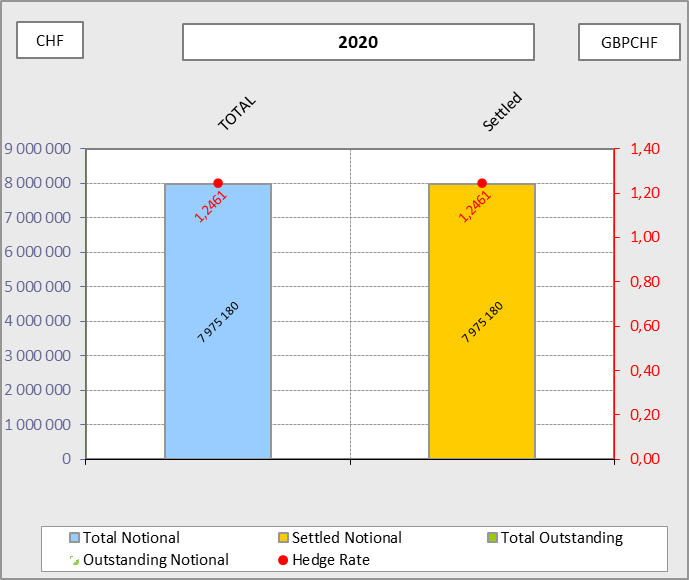 CHF
2020
GBPCHF
TOTAL
Settled
9 000 000
8 000 000
7 000 000
6 000 000
5 000 000
4 000 000
3 000 000
2 000 000
1 000 000
0
1,2461
7 975 180
1,2461
7 975 180
1,40
1,20
1,00
0,80
0,60
0,40
0,20
0,00
Total Notional
Settled Notional
Total Outstanding
Outstanding Notional
Hedge Rate